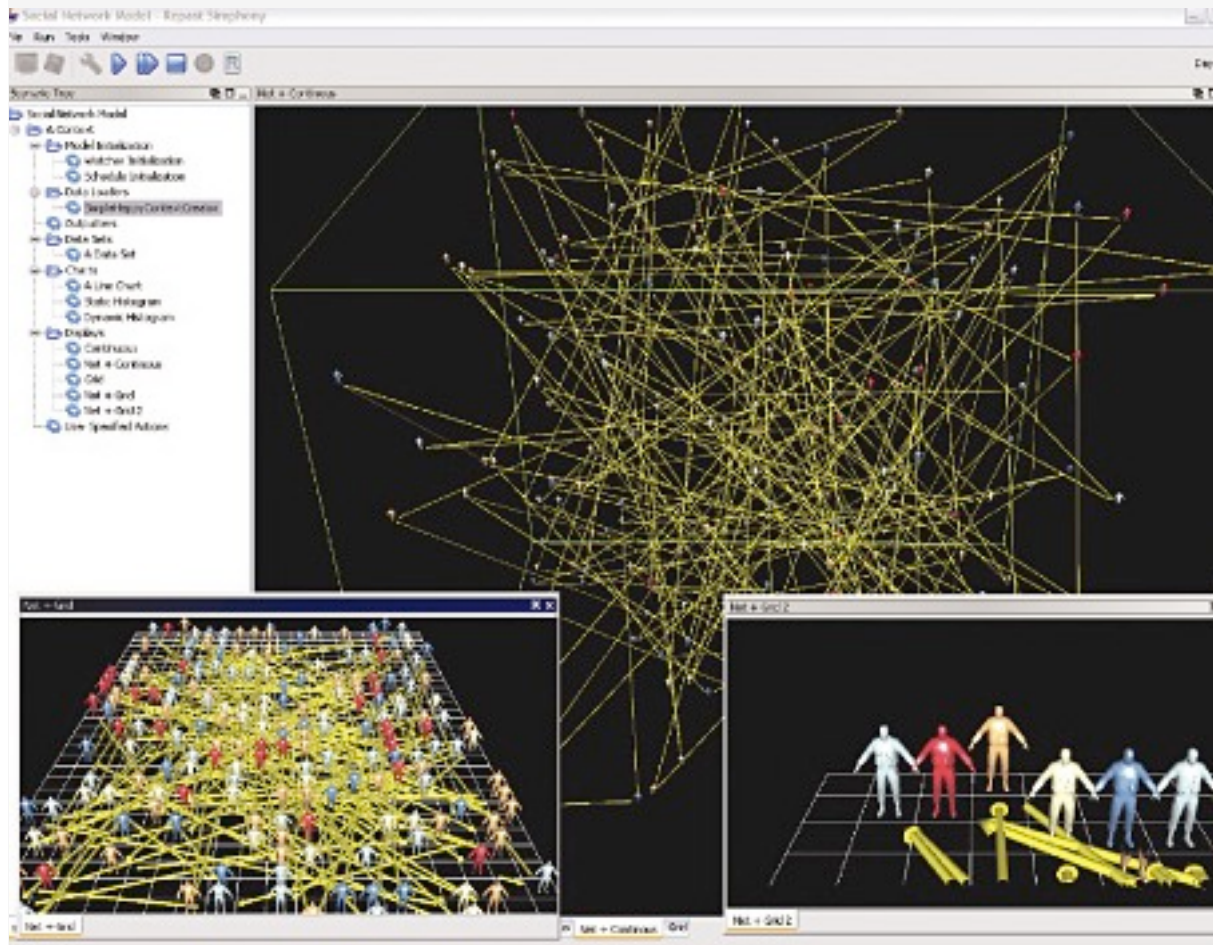 Social Network Model - Repast Simphony
File Run Tools Window
Scenario Tree
Net + Continous
Social Network Model
A Context
Model Initialization
Watcher Initialization
Schedule Initialization
Data Loaders
SimpleHappyContextCreator
Outputters
Data Sets
A Data Set
Charts
A Line Chart
Static Histogram
Dynamic Histogram
Displays
Continuous
Net + Continuous
Grid
Net + Grid
Net + Grid 2
User Specified Actions
Net + Grid
Net + Grid 2
Net + Grid
Net + Continous
Grid
Net + Grid 2